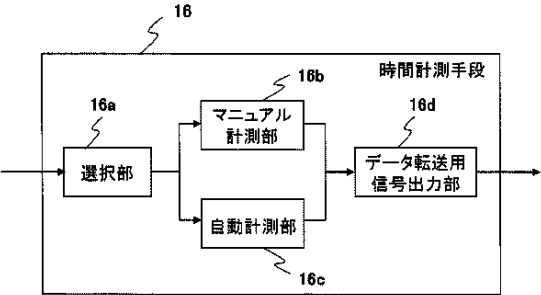 16
時間計測手段
16a
選択部
16b
マニュアル
計測部
自動計測部
16c
16d
データ転送用
信号出力部